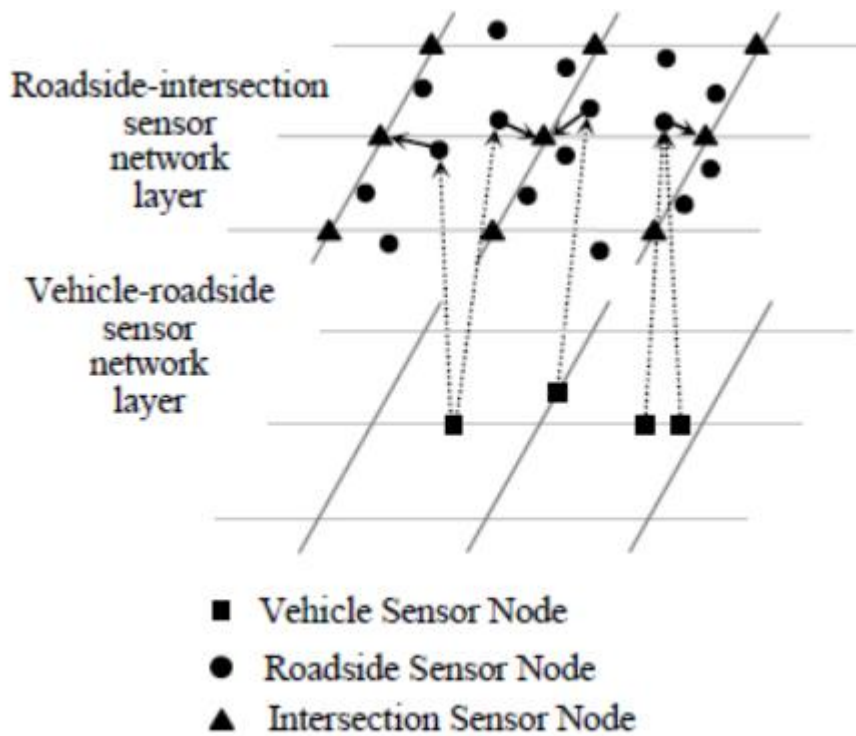 Roadside-intersection
sensor
network
layer
Vehicle-roadside
sensor
network
layer
Vehicle Sensor Node
Roadside Sensor Node
Intersection Sensor Node